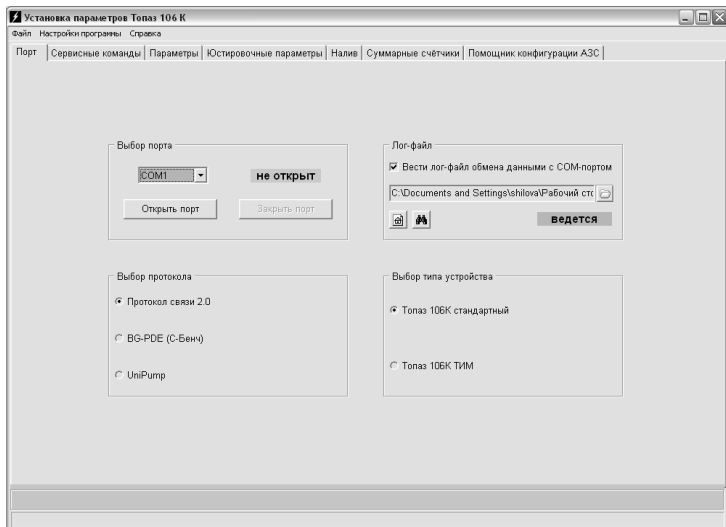 Установка параметров Топаз 106 К
Файл Настройки программы Справка
Порт Сервисные команды Параметры Юстировочные параметры Налив Суммарные счётчики Помощник конфигурации АЗС
Выбор порта
COM1 не открыт
Открыть порт Закрыть порт
Лог-файл
Вести лог-файл обмена данными с COM-портом
C:\Documents and Settings\shilova\Рабочий стс
ведется
Выбор протокола
Протокол связи 2.0
BG-PDE (С-Бенч)
UniPump
Выбор типа устройства
Топаз 106К стандартный
Топаз 106К ТИМ